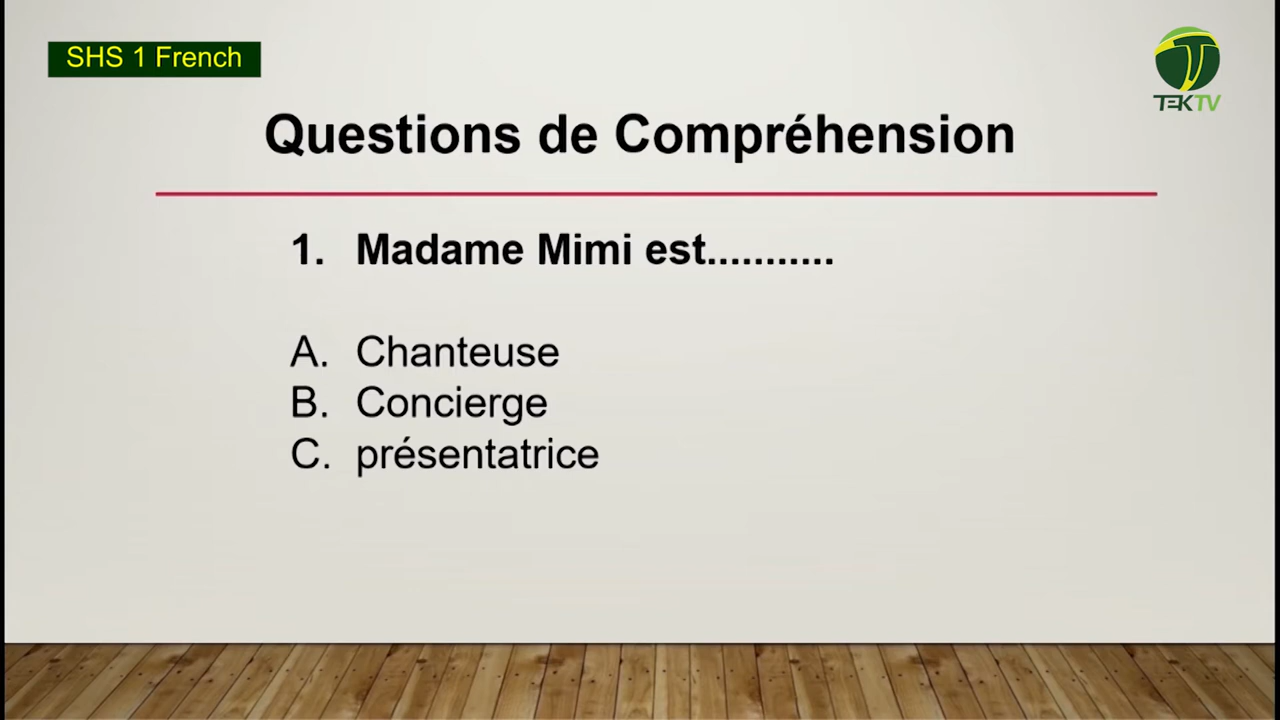 SHS 1 French
TEKTV
Questions de Compréhension
1. Madame Mimi est...........
A. Chanteuse
B. Concierge
C. présentatrice